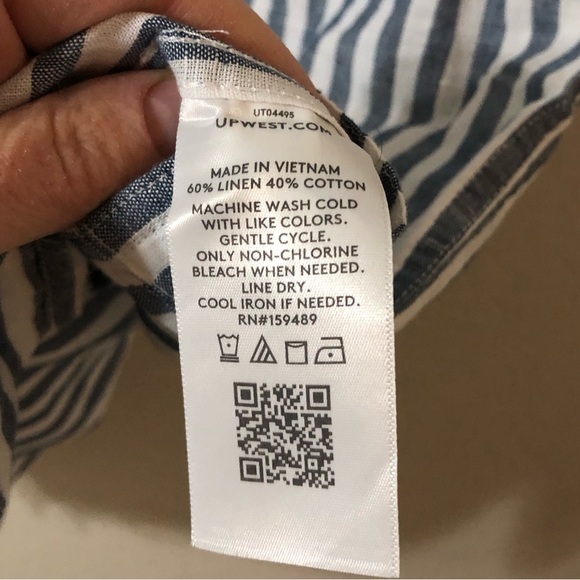 UT04495
UPWEST.COM
MADE IN VIETNAM
60% LINEN 40% COTTON
MACHINE WASH COLD
WITH LIKE COLORS.
GENTLE CYCLE.
ONLY NON-CHLORINE
BLEACH WHEN NEEDED.
LINE DRY.
COOL IRON IF NEEDED.
RN#159489